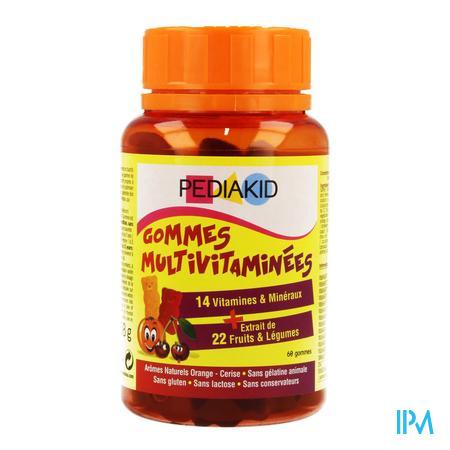 PEDIAKID
GOMMES
MULTIVITAMINÉES
14 Vitamines & Minéraux
+
Extrait de
22 Fruits & Légumes
60 gommes
Arômes Naturels Orange - Cerise • Sans gélatine animale
Sans gluten • Sans lactose • Sans conservateurs
IPM